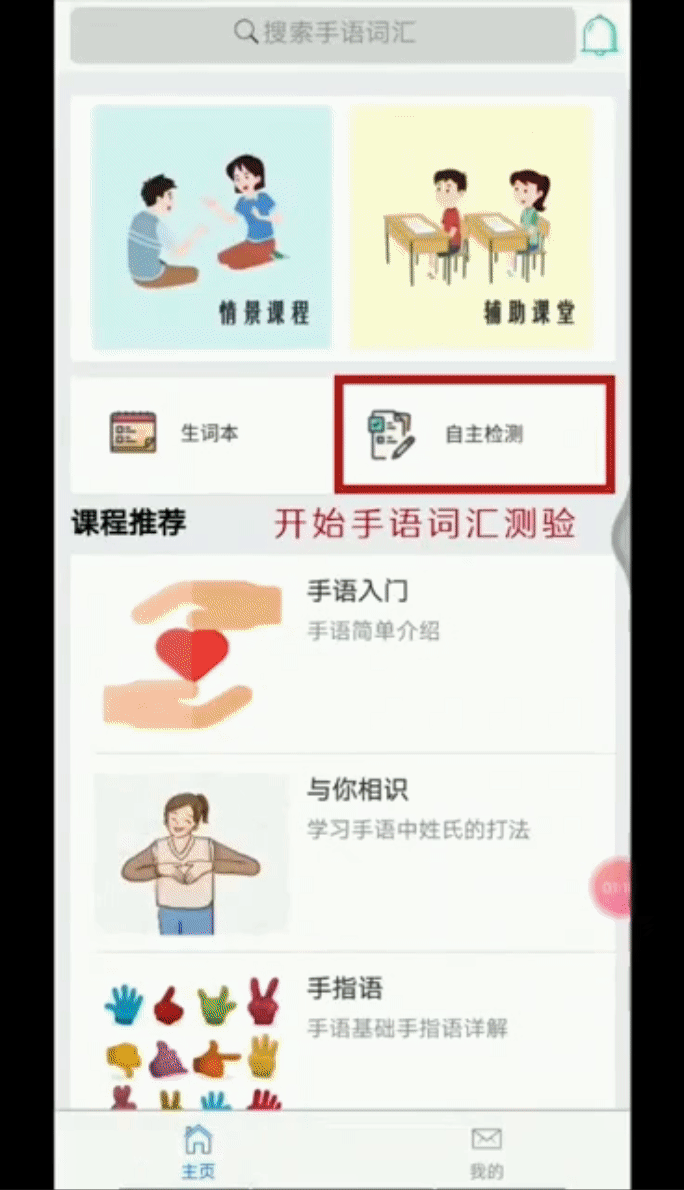 搜索手语词汇
情景课程
辅助课堂
生词本
自主检测
课程推荐
开始手语词汇测验
手语入门
手语简单介绍
与你相识
学习手语中姓氏的打法
手指语
手语基础手指语详解
主页
我的